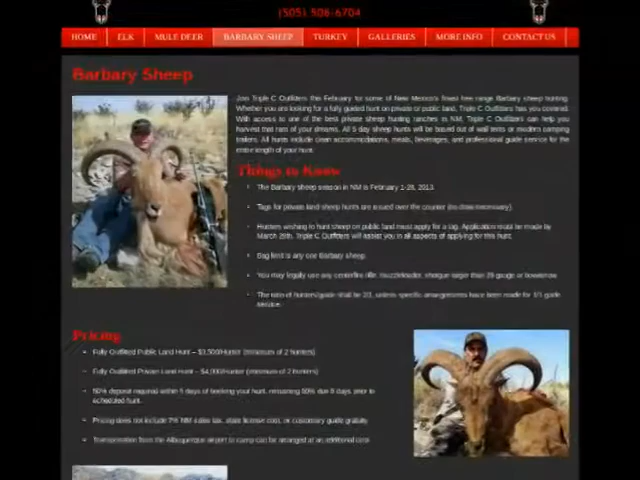 (505) 506-6704
HOME
ELK
MULE DEER
BARBARY SHEEP
TURKEY
GALLERIES
MORE INFO
CONTACT US
Barbary Sheep
Join Triple C Outfitters this February for some of New Mexico's finest free range Barbary sheep hunting.
Whether you are looking for a fully guided hunt on private or public land, Triple C Outfitters has you covered.
With access to one of the best private sheep hunting ranches in NM, Triple C Outfitters can help you
harvest that ram of your dreams. All 5 day sheep hunts will be based out of wall tents or modern camping
trailers. All hunts include clean accommodations, meals, beverages, and professional guide service for the
entire length of your hunt.
Things to Know
The Barbary sheep season in NM is February 1-28, 2013.
Tags for private land sheep hunts are issued over the counter (no draw necessary).
Hunters wishing to hunt sheep on public land must apply for a tag. Application must be made by
March 28th. Triple C Outfitters will assist you in all aspects of applying for this hunt.
Bag limit is any one Barbary sheep.
You may legally use any centerfire rifle, muzzleloader, shotgun larger than 28 gauge or bow/arrow.
The ratio of hunters/guide shall be 2/1, unless specific arrangements have been made for 1/1 guide
service.
Pricing
Fully Outfitted Public Land Hunt – $3,500/Hunter (minimum of 2 hunters)
Fully Outfitted Private Land Hunt – $4,000/Hunter (minimum of 2 hunters)
50% deposit required within 5 days of booking your hunt, remaining 50% due 5 days prior to
scheduled hunt.
Pricing does not include 7% NM sales tax, state license cost, or customary guide gratuity.
Transportation from the Albuquerque airport to camp can be arranged at an additional cost.